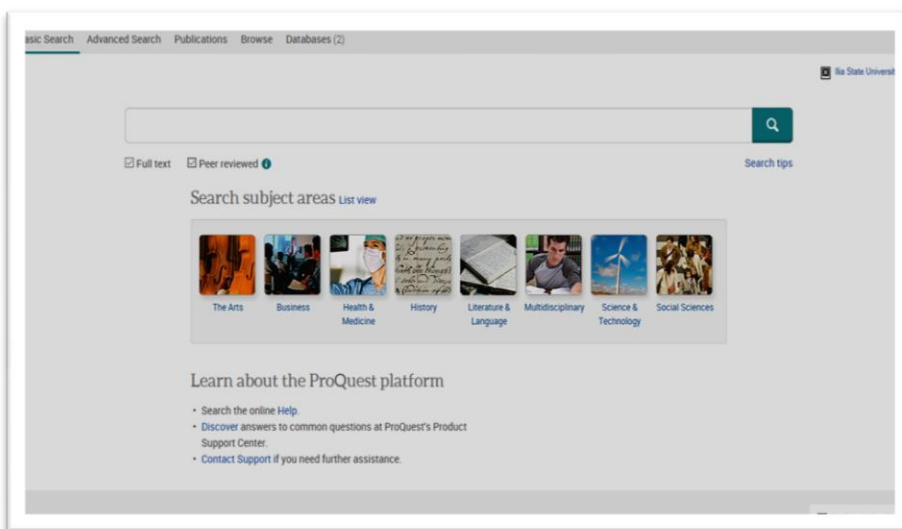 asic Search Advanced Search Publications Browse Databases (2)
Ilia State Universit
Full text Peer reviewed Search tips
Search subject areas List view
The Arts Business Health & Medicine History Literature & Language Multidisciplinary Science & Technology Social Sciences
Learn about the ProQuest platform
• Search the online Help.
• Discover answers to common questions at ProQuest's Product
Support Center.
• Contact Support if you need further assistance.